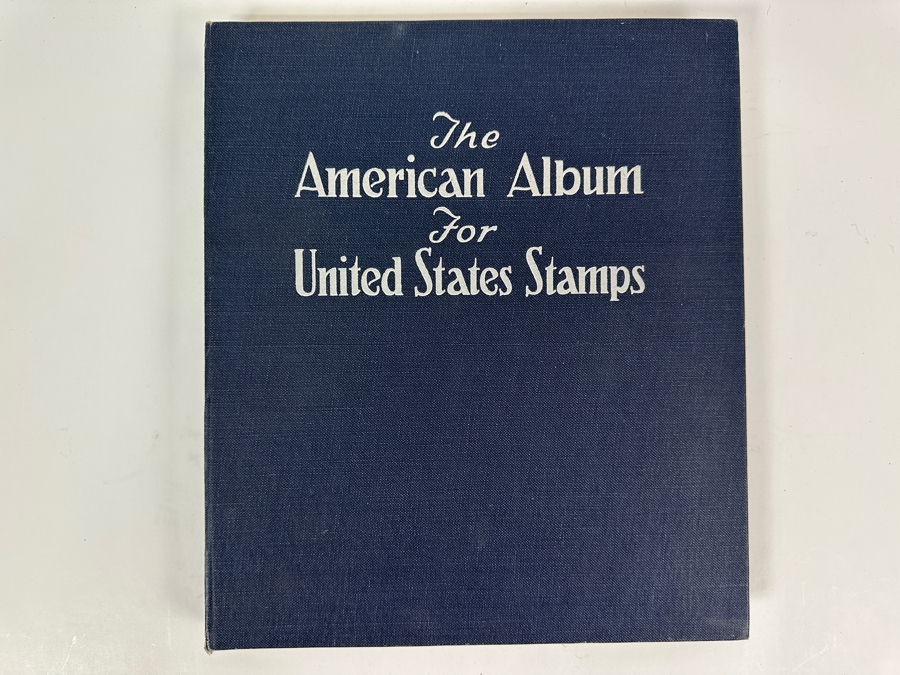 The
American Album
For
United States Stamps